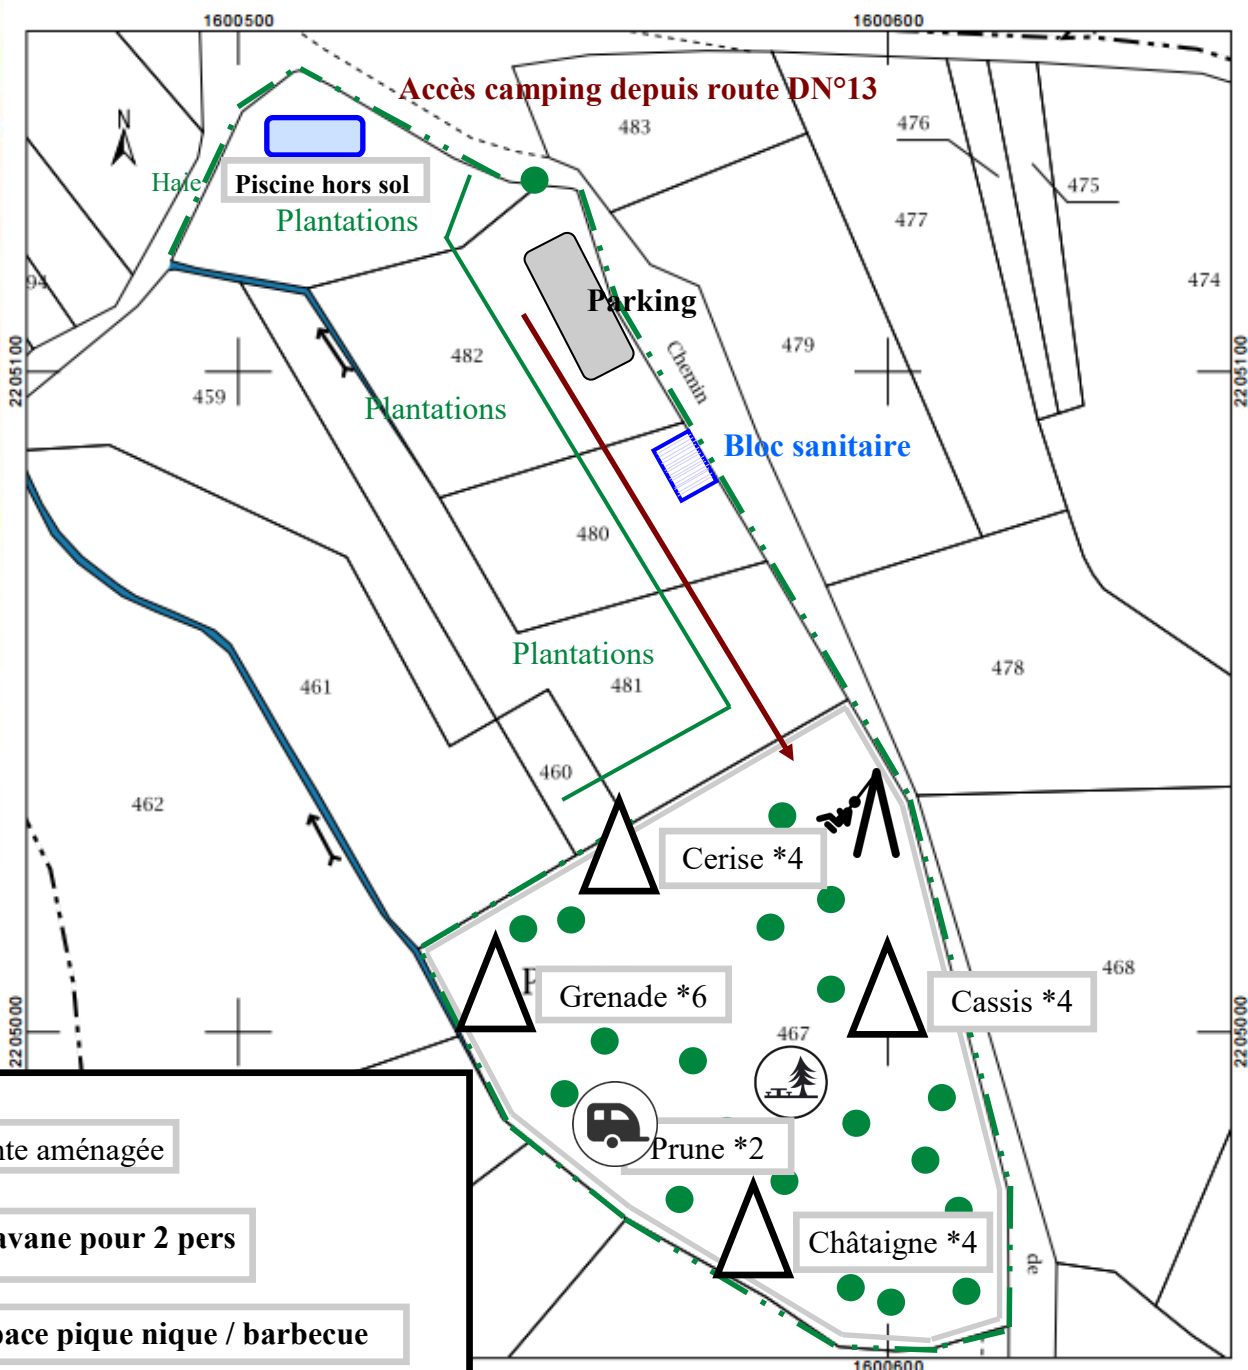 1600500
1600600
Accès camping depuis route DN°13
483
476
N
Haie
Piscine hors sol
475
Plantations
477
94
474
Parking
2205100
482
479
2205100
459
Chemin
Plantations
Bloc sanitaire
480
Plantations
481
478
461
460
462
Cerise *4
468
P
Grenade *6
Cassis *4
2205000
467
2205000
nte aménagée
Prune *2
avane pour 2 pers
Châtaigne *4
de
pace pique nique / barbecue
1600600